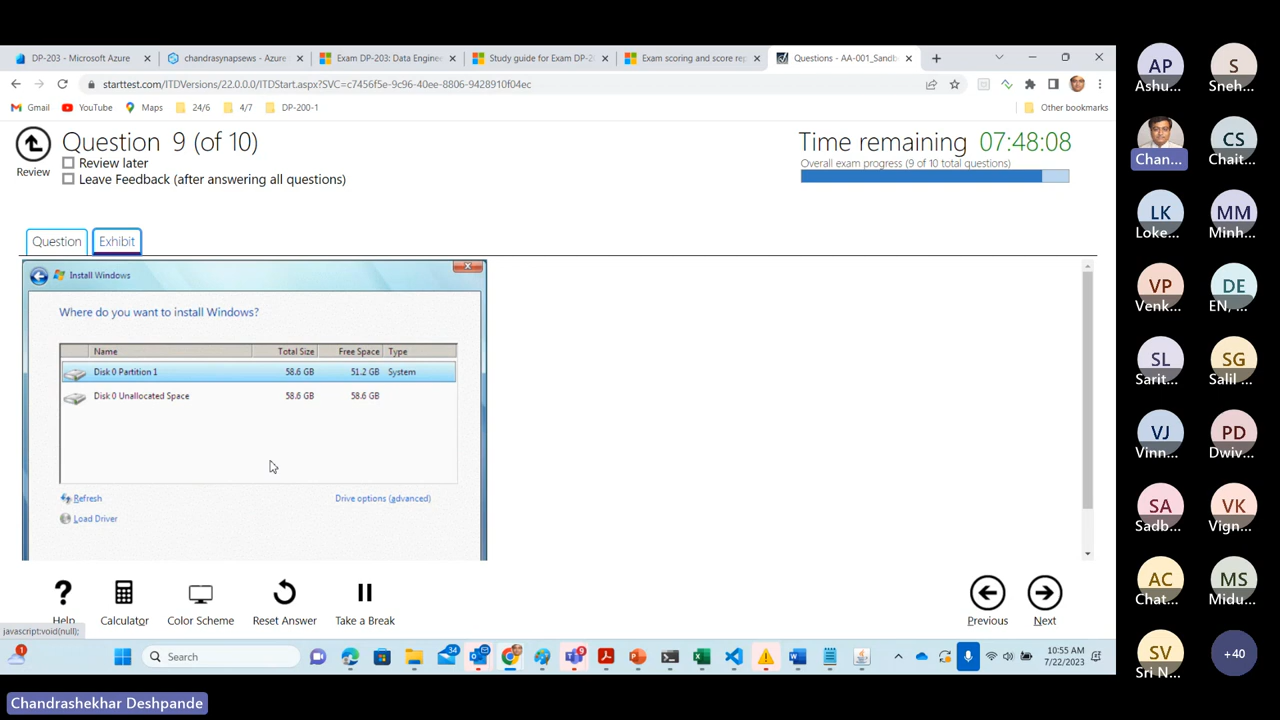 DP-203 - Microsoft Azure
chandrasynapsews - Azure
Exam DP-203: Data Engineer
Study guide for Exam DP-2
Exam scoring and score rep
Questions - AA-001_Sandb
starttest.com/ITDVersions/22.0.0.0/ITDStart.aspx?SVC=c7456f5e-9c96-40ee-8806-9428910f04ec
Gmail
YouTube
Maps
24/6
4/7
DP-200-1
Other bookmarks
Review
Question 9 (of 10)
Review later
Leave Feedback (after answering all questions)
Time remaining 07:48:08
Overall exam progress (9 of 10 total questions)
Question
Exhibit
Install Windows
Where do you want to install Windows?
Name Total Size Free Space Type
Disk 0 Partition 1 58.6 GB 51.2 GB System
Disk 0 Unallocated Space 58.6 GB 58.6 GB
Refresh
Drive options (advanced)
Load Driver
Help
Calculator
Color Scheme
Reset Answer
Take a Break
Previous
Next
javascript:void(null);
1
Search
34
9
10:55 AM
7/22/2023
AP
Ashu...
S
Sneh...
Chan...
CS
Chait...
LK
Loke...
MM
Minh...
VP
Venk...
DE
EN, ...
SL
Sarit...
SG
Salil ...
VJ
Vinn...
PD
Dwiv...
SA
Sadb...
VK
Vign...
AC
Chat...
MS
Midu...
SV
Sri N...
+40
Chandrashekhar Deshpande